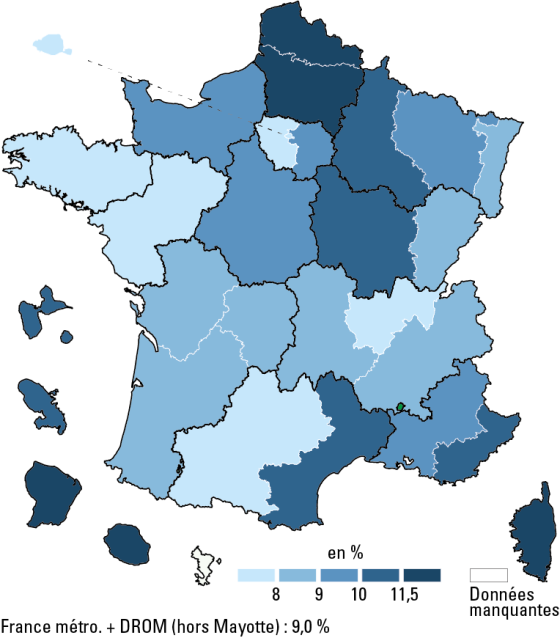 en %
8 9 10 11,5
Données
manquantes
France métro. + DROM (hors Mayotte) : 9,0 %